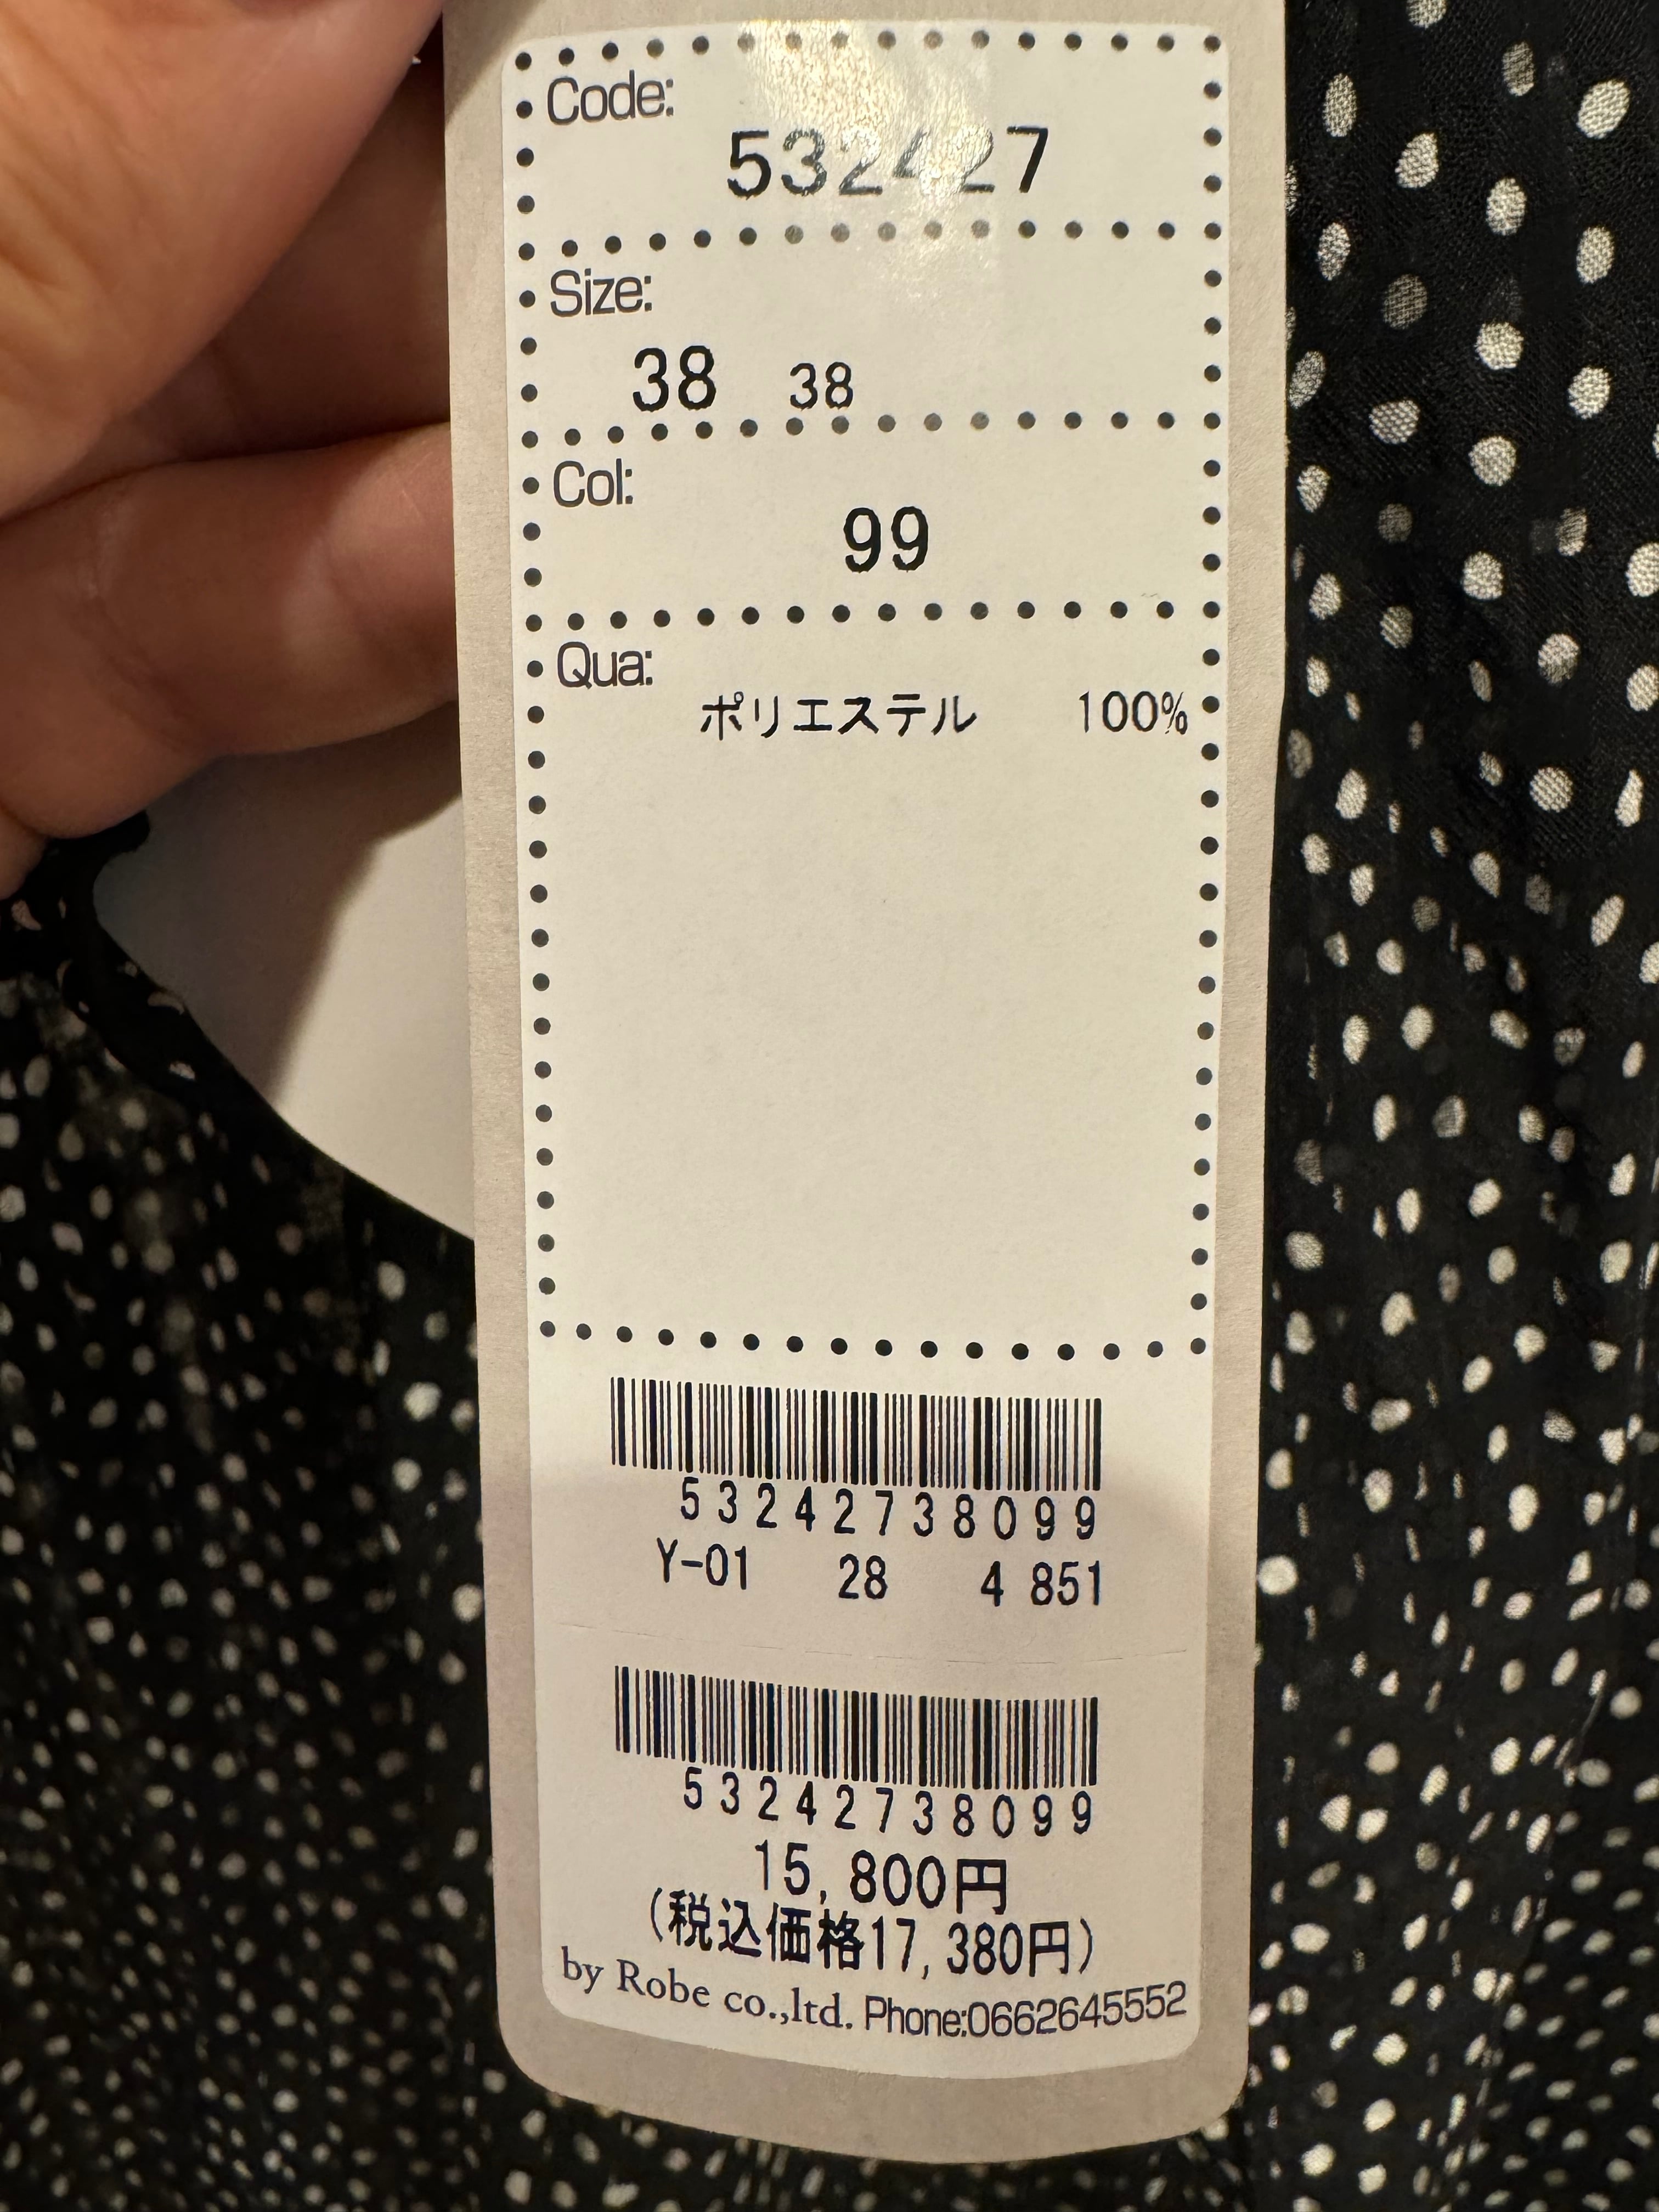 Code:
532427
Size:
38 38
Col:
99
Qua:
ポリエステル 100%
53242738099
Y-01 28 4 851
53242738099
15,800円
(税込価格17,380円)
by Robe co.,ltd. Phone:0662645552